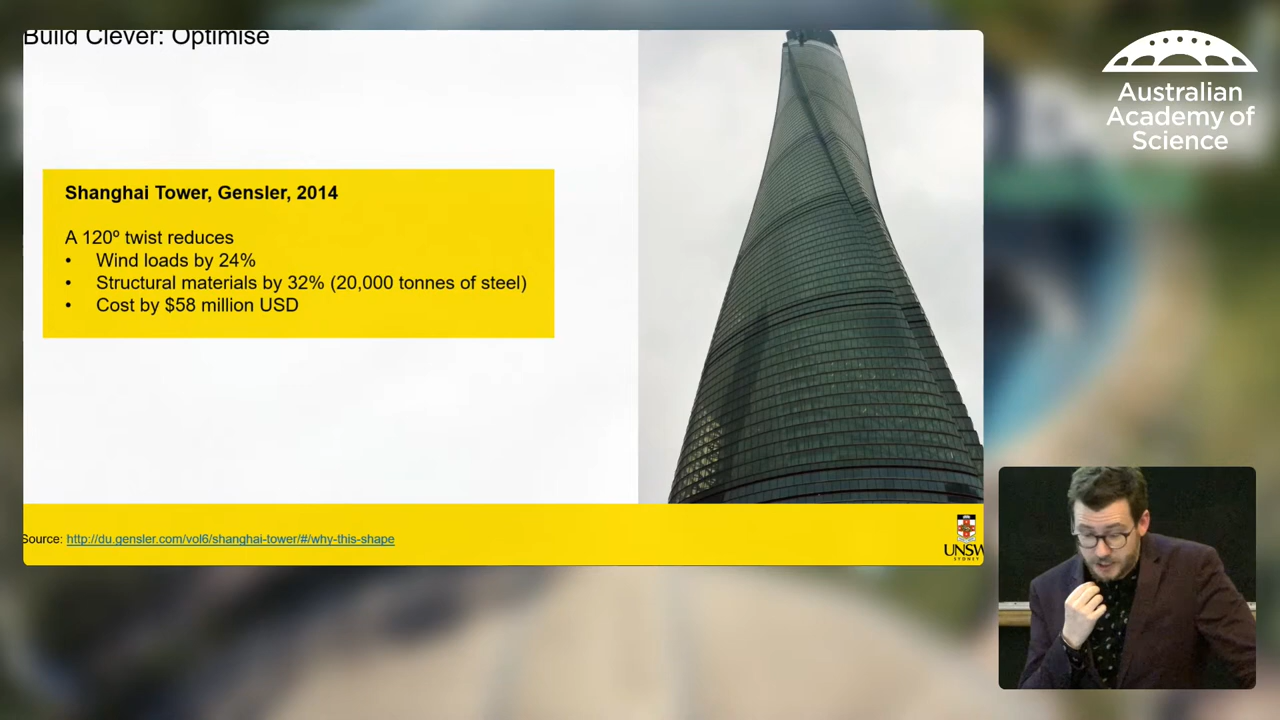 Build Clever: Optimise
Shanghai Tower, Gensler, 2014
A 120º twist reduces
• Wind loads by 24%
• Structural materials by 32% (20,000 tonnes of steel)
• Cost by $58 million USD
Source: http://du.gensler.com/vol6/shanghai-tower/#/why-this-shape
UNSW
SYDNEY
Australian
Academy of
Science